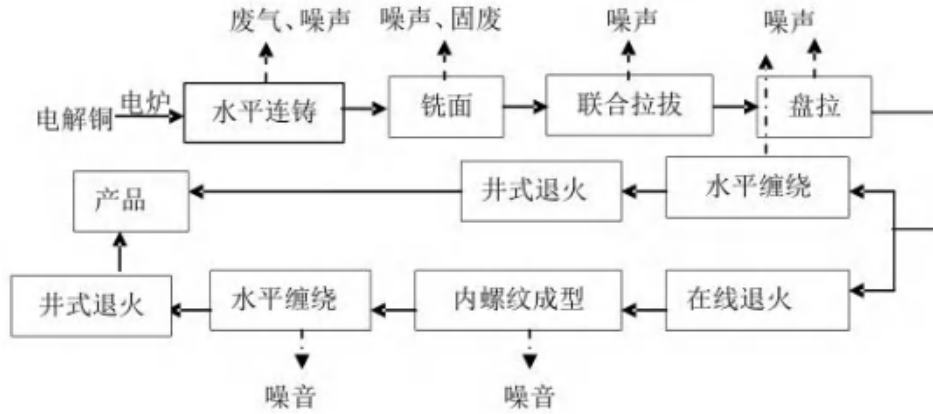 废气、噪声
噪声、固废
噪声
噪声
电解铜
电炉
水平连铸
铣面
联合拉拔
盘拉
产品
井式退火
水平缠绕
井式退火
水平缠绕
内螺纹成型
在线退火
噪音
噪音